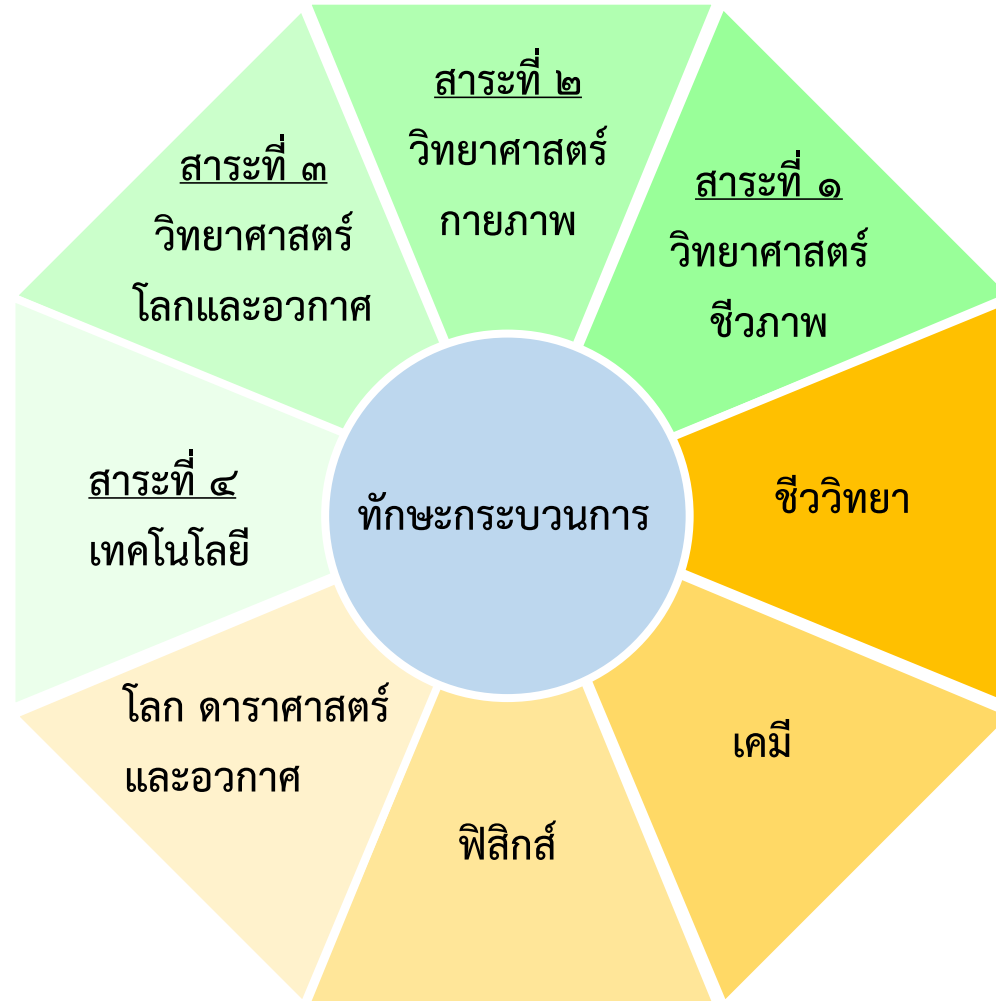 สาระที่ ๒
วิทยาศาสตร์
กายภาพ
สาระที่ ๑
วิทยาศาสตร์
ชีวภาพ
สาระที่ ๓
วิทยาศาสตร์
โลกและอวกาศ
สาระที่ ๔
เทคโนโลยี
ทักษะกระบวนการ
ชีววิทยา
โลก ดาราศาสตร์
และอวกาศ
เคมี
ฟิสิกส์